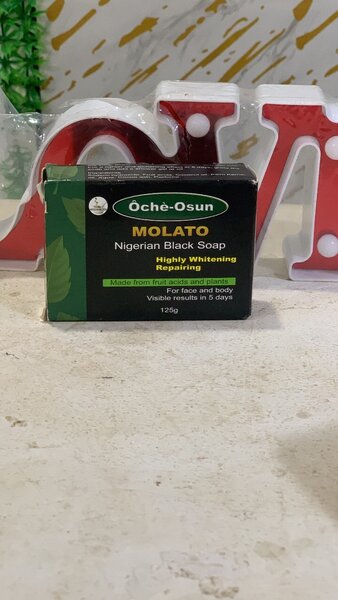 Ingredients:
Ôchè-Osun
MOLATO
Nigerian Black Soap
Highly Whitening
Repairing
Made from fruit acids and plants
For face and body
Visible results in 5 days
125g